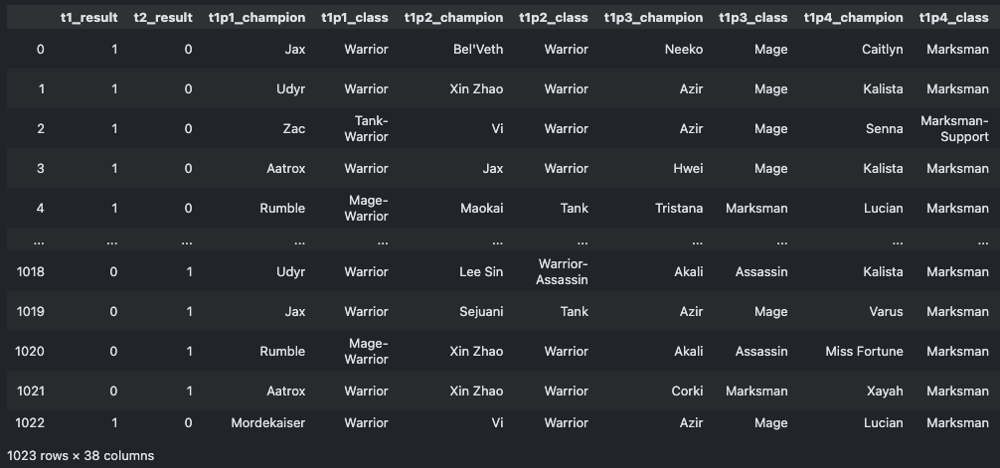 t1_result t2_result t1p1_champion t1p1_class t1p2_champion t1p2_class t1p3_champion t1p3_class t1p4_champion t1p4_class
0 1 0 Jax Warrior Bel'Veth Warrior Neeko Mage Caitlyn Marksman
1 1 0 Udyr Warrior Xin Zhao Warrior Azir Mage Kalista Marksman
2 1 0 Zac Tank-Warrior Vi Warrior Azir Mage Senna Marksman-Support
3 1 0 Aatrox Warrior Jax Warrior Hwei Mage Kalista Marksman
4 1 0 Rumble Mage-Warrior Maokai Tank Tristana Marksman Lucian Marksman
... ... ... ... ... ... ... ... ... ... ...
1018 0 1 Udyr Warrior Lee Sin Warrior-Assassin Akali Assassin Kalista Marksman
1019 0 1 Jax Warrior Sejuani Tank Azir Mage Varus Marksman
1020 0 1 Rumble Mage-Warrior Xin Zhao Warrior Akali Assassin Miss Fortune Marksman
1021 0 1 Aatrox Warrior Xin Zhao Warrior Corki Marksman Xayah Marksman
1022 1 0 Mordekaiser Warrior Vi Warrior Azir Mage Lucian Marksman
1023 rows × 38 columns